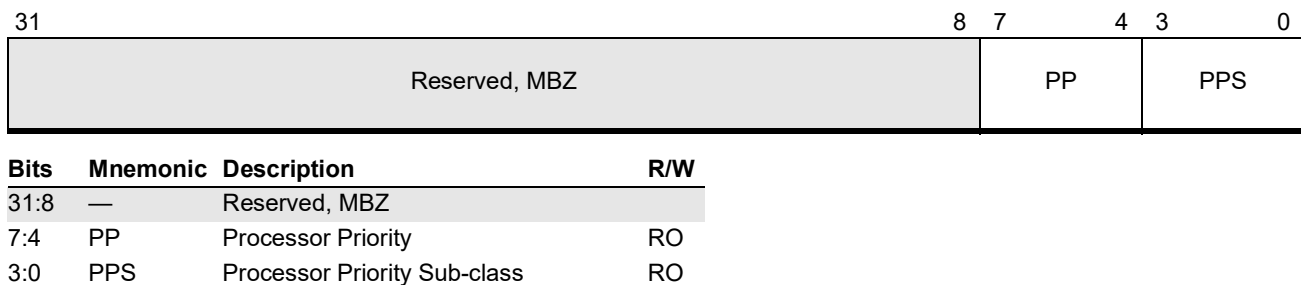 31 8 7 4 3 0
Reserved, MBZ PP PPS
Bits Mnemonic Description R/W
31:8 — Reserved, MBZ
7:4 PP Processor Priority RO
3:0 PPS Processor Priority Sub-class RO